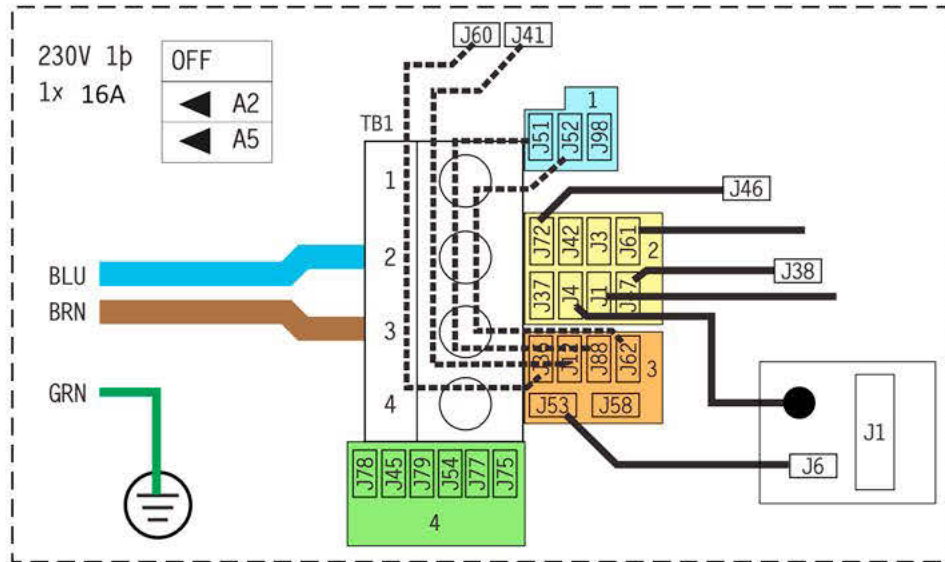 230V 1þ
1x 16A
OFF
A2
A5
J60 J41
TB1
1
2
3
4
1
J51 J52 J98
J46
J72 J42 J3 J61
2
J37 J4 J1 J47
J38
J36 J12 J88 J62
3
J53 J58
J78 J45 J79 J54 J77 J75
4
BLU
BRN
GRN
J1
J6